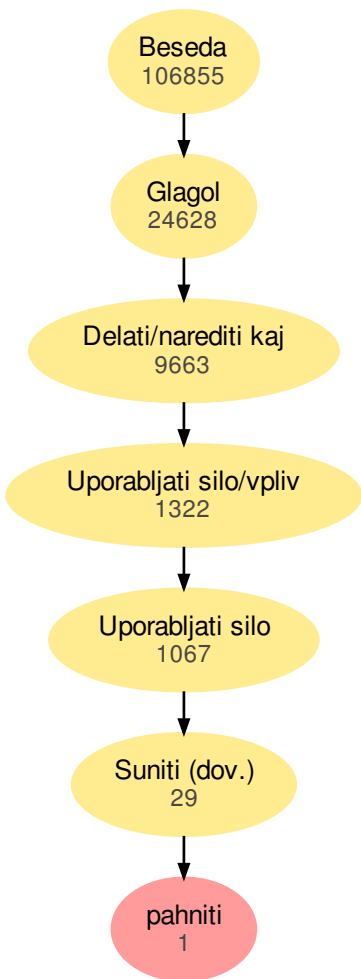 Beseda
106855
Glagol
24628
Delati/narediti kaj
9663
Uporabljati silo/vpliv
1322
Uporabljati silo
1067
Suniti (dov.)
29
pahniti
1